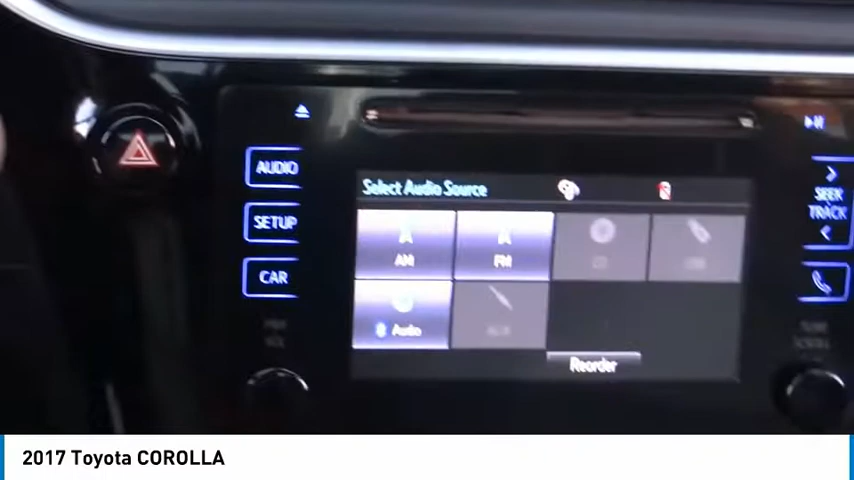 AUDIO
SETUP
CAR
Select Audio Source
AM
FM
Audio
Reorder
SEEK
TRACK
2017 Toyota COROLLA